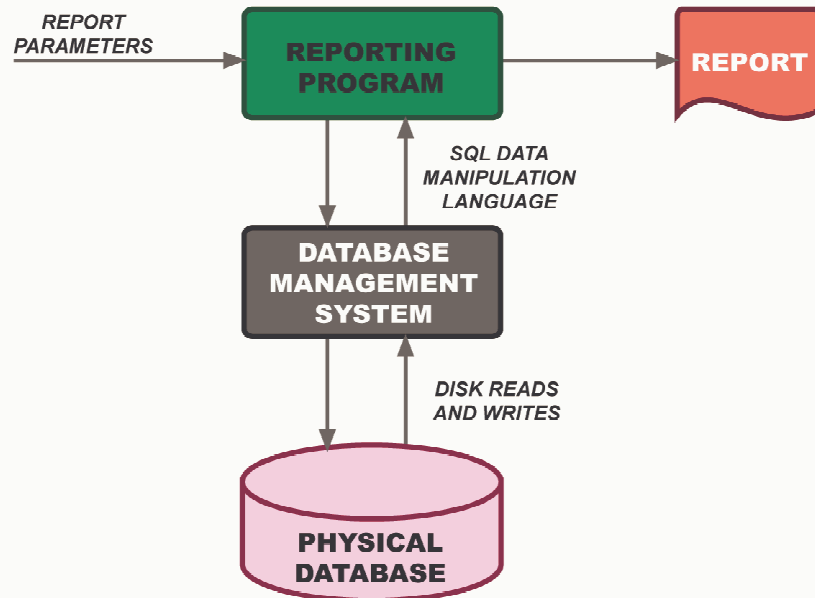 REPORT
PARAMETERS
REPORTING
PROGRAM
REPORT
SQL DATA
MANIPULATION
LANGUAGE
DATABASE
MANAGEMENT
SYSTEM
DISK READS
AND WRITES
PHYSICAL
DATABASE